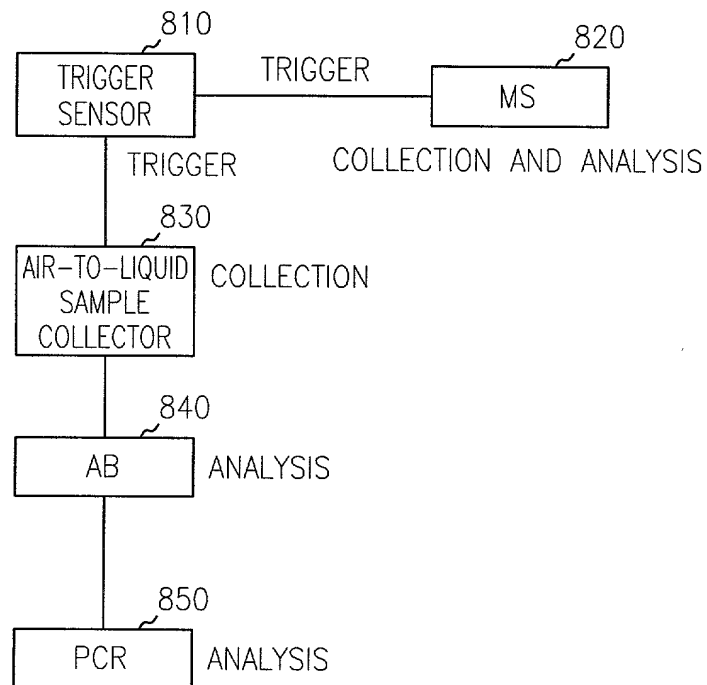 810
TRIGGER
SENSOR
TRIGGER
820
MS
COLLECTION AND ANALYSIS
TRIGGER
830
AIR-TO-LIQUID
SAMPLE
COLLECTOR
COLLECTION
840
AB
ANALYSIS
850
PCR
ANALYSIS